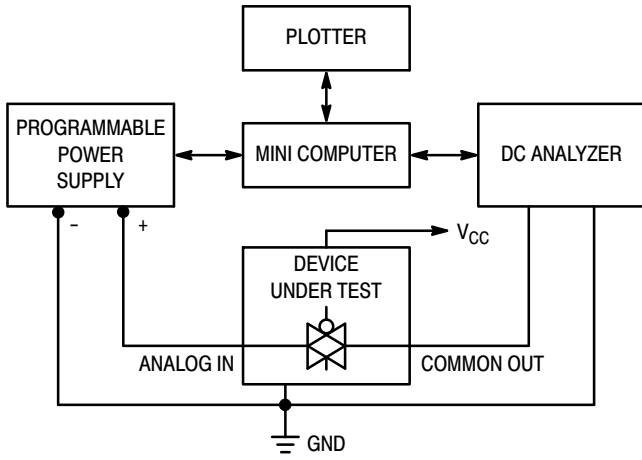 PLOTTER
PROGRAMMABLE
POWER
SUPPLY
MINI COMPUTER
DC ANALYZER
–
+
VCC
DEVICE
UNDER TEST
ANALOG IN
COMMON OUT
GND